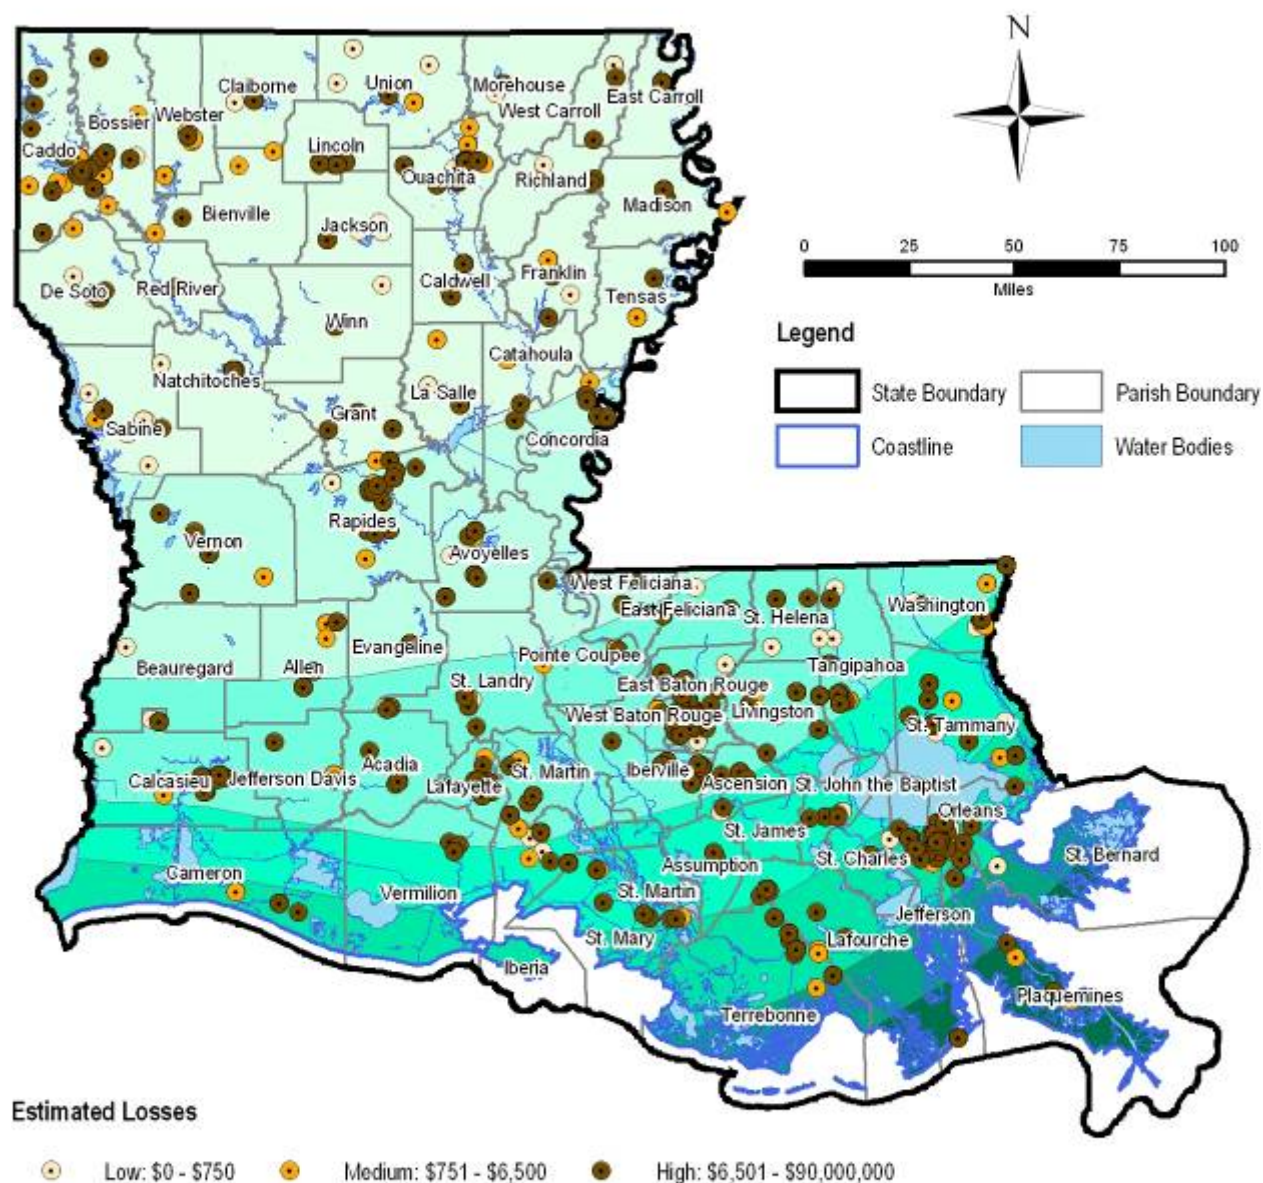 N
Claiborne
Union
Morehouse
West Carroll
East Carroll
Bossier
Webster
Caddo
Lincoln
Ouachita
Richland
Madison
Bienville
Jackson
0 25 50 75 100
Miles
De Soto
Red River
Caldwell
Franklin
Tensas
Winn
Legend
State Boundary
Parish Boundary
Coastline
Water Bodies
Natchitoches
Catahoula
La Salle
Sabine
Grant
Concordia
Vernon
Rapides
Avoyelles
West Feliciana
East Feliciana
St. Helena
Washington
Beauregard
Allen
Evangeline
Pointe Coupee
Tangipahoa
St. Landry
East Baton Rouge
West Baton Rouge
Livingston
St. Tammany
Calcasieu
Jefferson Davis
Acadia
Lafayette
St. Martin
Iberville
Ascension
St. John the Baptist
Orleans
St. James
St. Charles
St. Bernard
Assumption
Cameron
Vermilion
St. Martin
Jefferson
St. Mary
Lafourche
Iberia
Terrebonne
Plaquemines
Estimated Losses
Low: $0 - $750
Medium: $751 - $6,500
High: $6,501 - $90,000,000